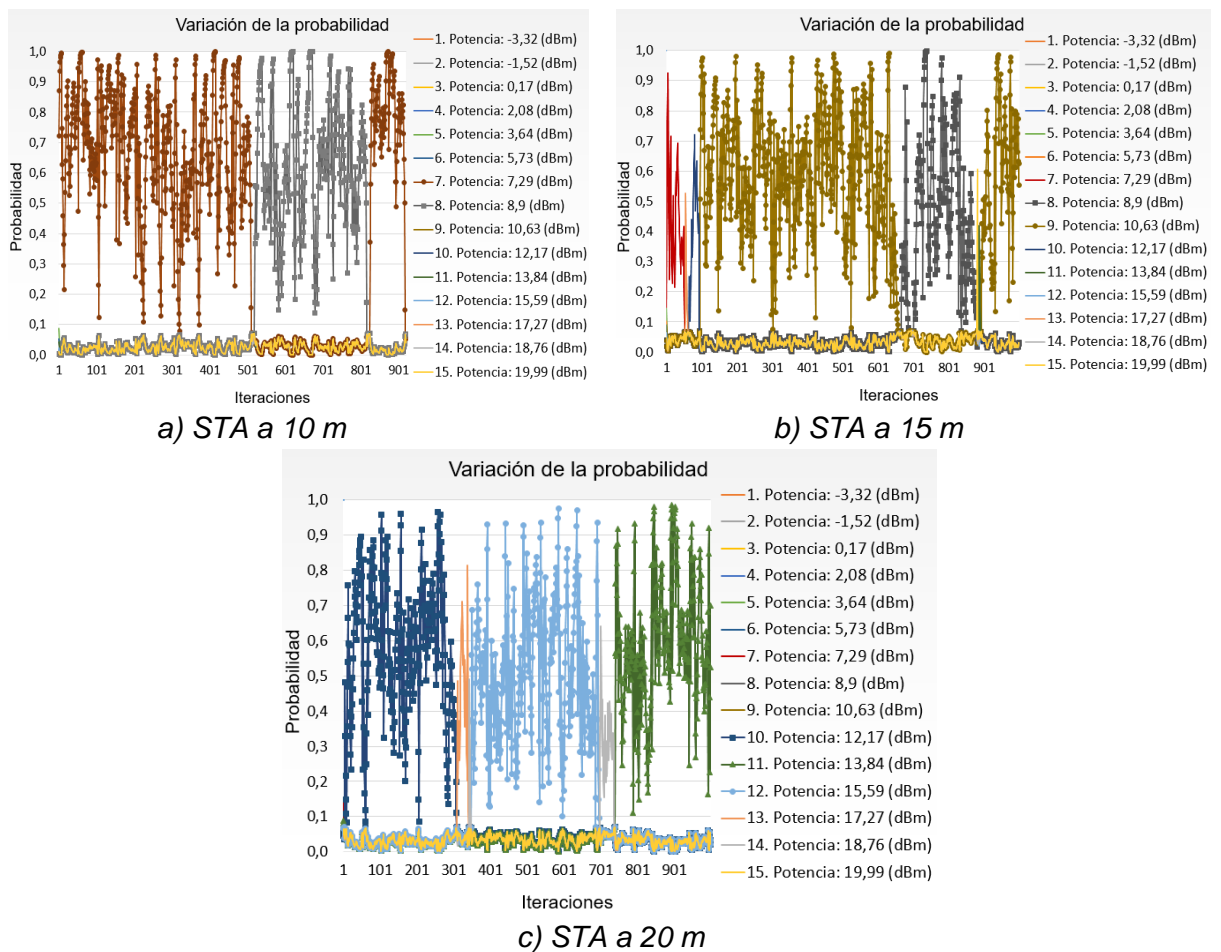 Variación de la probabilidad
Probabilidad
1,0
0,9
0,8
0,7
0,6
0,5
0,4
0,3
0,2
0,1
0,0
1 101 201 301 401 501 601 701 801 901
Iteraciones
1. Potencia: -3,32 (dBm)
2. Potencia: -1,52 (dBm)
3. Potencia: 0,17 (dBm)
4. Potencia: 2,08 (dBm)
5. Potencia: 3,64 (dBm)
6. Potencia: 5,73 (dBm)
7. Potencia: 7,29 (dBm)
8. Potencia: 8,9 (dBm)
9. Potencia: 10,63 (dBm)
10. Potencia: 12,17 (dBm)
11. Potencia: 13,84 (dBm)
12. Potencia: 15,59 (dBm)
13. Potencia: 17,27 (dBm)
14. Potencia: 18,76 (dBm)
15. Potencia: 19,99 (dBm)
a) STA a 10 m
Variación de la probabilidad
Probabilidad
1,0
0,9
0,8
0,7
0,6
0,5
0,4
0,3
0,2
0,1
0,0
1 101 201 301 401 501 601 701 801 901
Iteraciones
1. Potencia: -3,32 (dBm)
2. Potencia: -1,52 (dBm)
3. Potencia: 0,17 (dBm)
4. Potencia: 2,08 (dBm)
5. Potencia: 3,64 (dBm)
6. Potencia: 5,73 (dBm)
7. Potencia: 7,29 (dBm)
8. Potencia: 8,9 (dBm)
9. Potencia: 10,63 (dBm)
10. Potencia: 12,17 (dBm)
11. Potencia: 13,84 (dBm)
12. Potencia: 15,59 (dBm)
13. Potencia: 17,27 (dBm)
14. Potencia: 18,76 (dBm)
15. Potencia: 19,99 (dBm)
b) STA a 15 m
Variación de la probabilidad
Probabilidad
1,0
0,9
0,8
0,7
0,6
0,5
0,4
0,3
0,2
0,1
0,0
1 101 201 301 401 501 601 701 801 901
Iteraciones
1. Potencia: -3,32 (dBm)
2. Potencia: -1,52 (dBm)
3. Potencia: 0,17 (dBm)
4. Potencia: 2,08 (dBm)
5. Potencia: 3,64 (dBm)
6. Potencia: 5,73 (dBm)
7. Potencia: 7,29 (dBm)
8. Potencia: 8,9 (dBm)
9. Potencia: 10,63 (dBm)
10. Potencia: 12,17 (dBm)
11. Potencia: 13,84 (dBm)
12. Potencia: 15,59 (dBm)
13. Potencia: 17,27 (dBm)
14. Potencia: 18,76 (dBm)
15. Potencia: 19,99 (dBm)
c) STA a 20 m